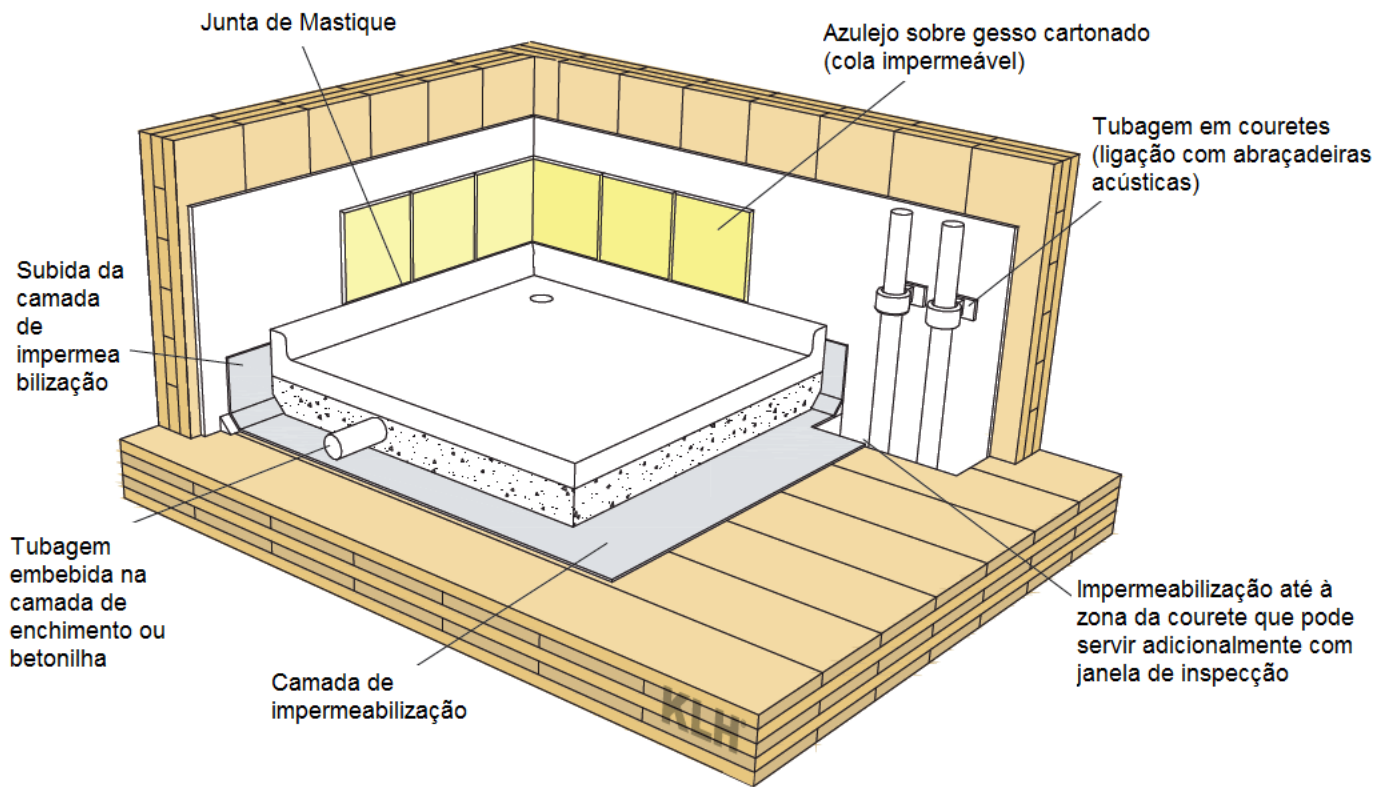 Junta de Mastique
Azulejo sobre gesso cartonado
(cola impermeável)
Tubagem em couretes
(ligação com abraçadeiras
acústicas)
Subida da
camada
de
impermea
bilização
Tubagem
embebida na
camada de
enchimento ou
betonilha
Camada de
impermeabilização
Impermeabilização até à
zona da courete que pode
servir adicionalmente com
janela de inspecção
KLH